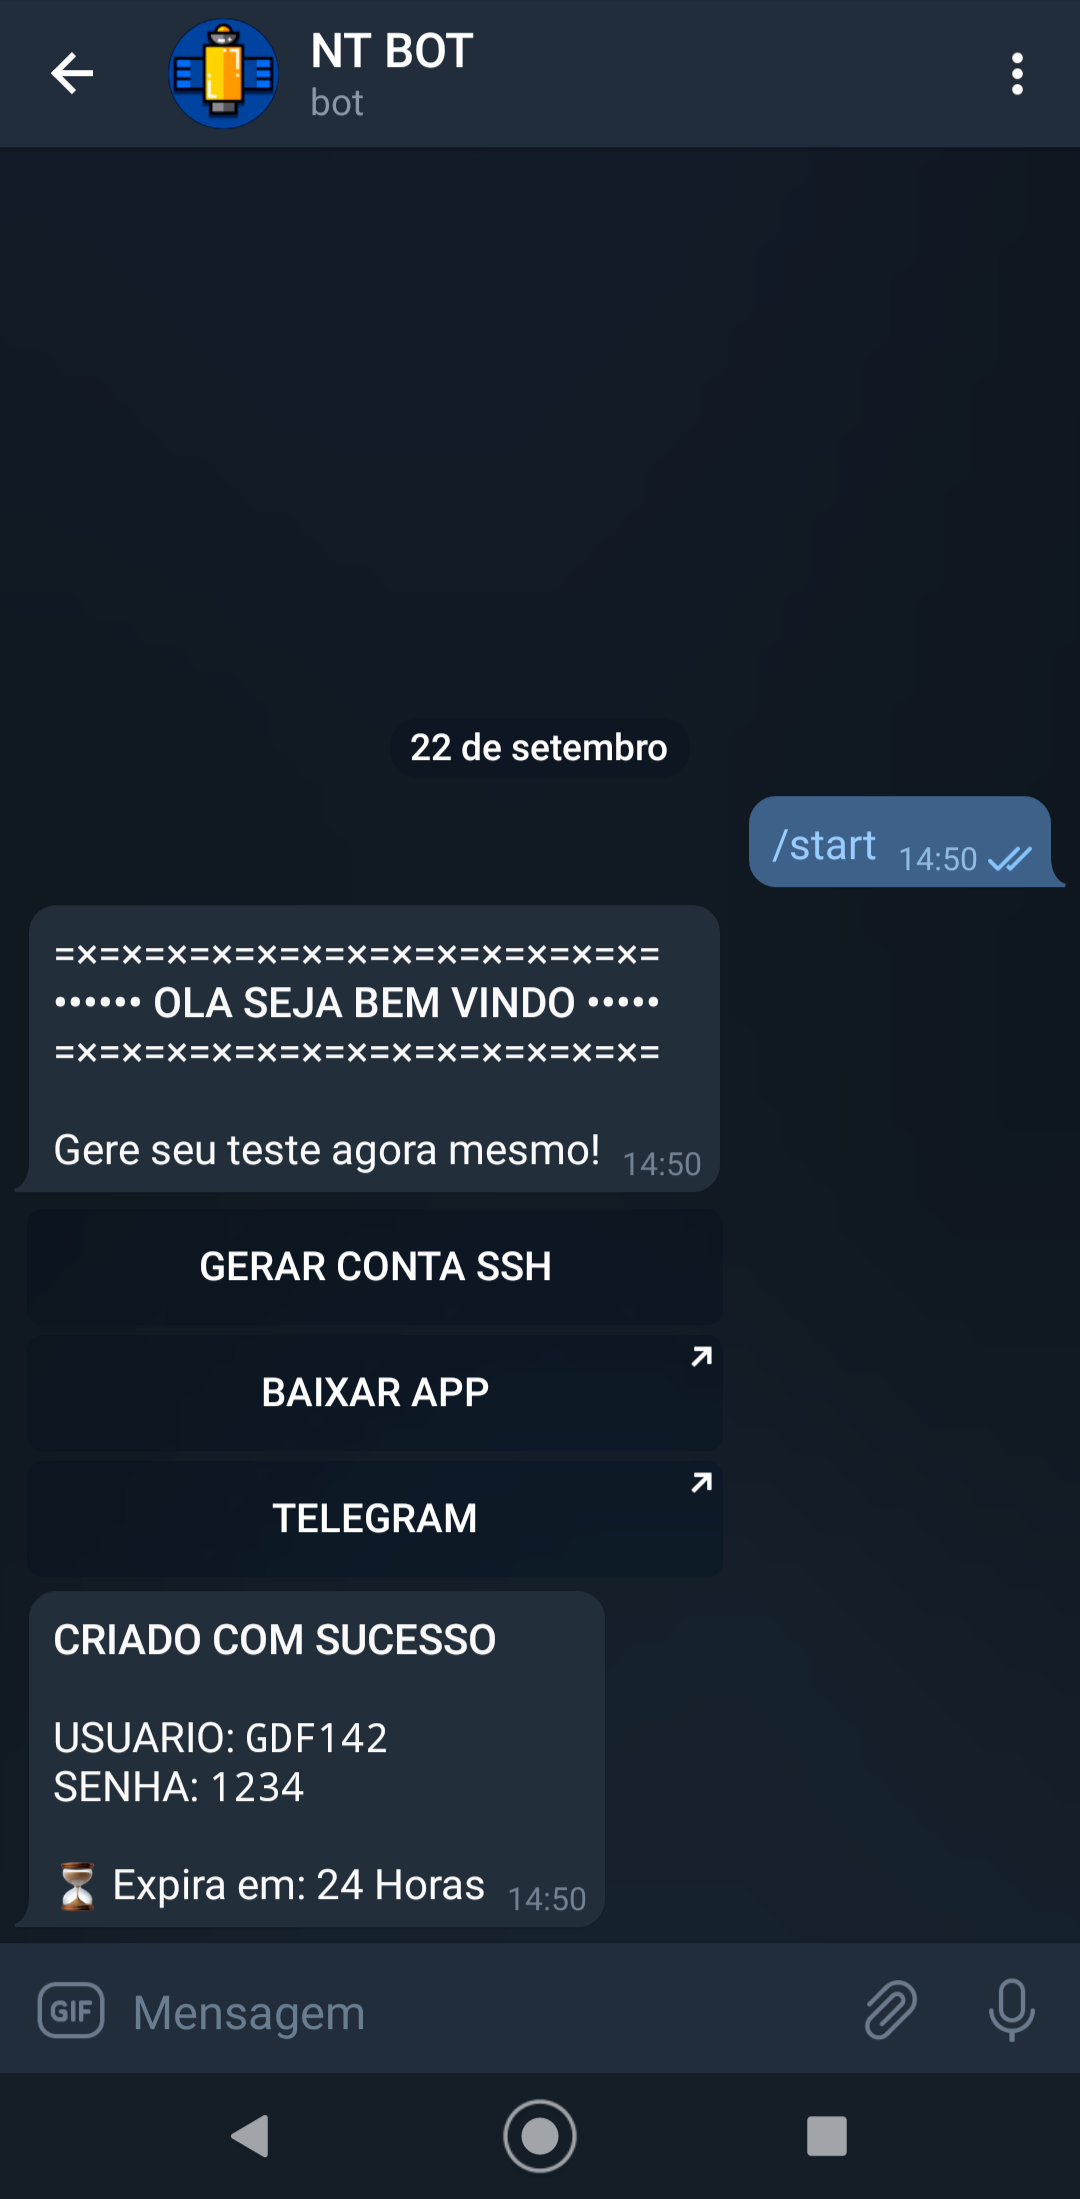 NT BOT
bot
22 de setembro
/start 14:50
=×=×=×=×=×=×=×=×=×=×=×=×=×=
•••••• OLA SEJA BEM VINDO •••••
=×=×=×=×=×=×=×=×=×=×=×=×=×=
Gere seu teste agora mesmo! 14:50
GERAR CONTA SSH
BAIXAR APP
TELEGRAM
CRIADO COM SUCESSO
USUARIO: GDF142
SENHA: 1234
⏳ Expira em: 24 Horas 14:50
GIF Mensagem